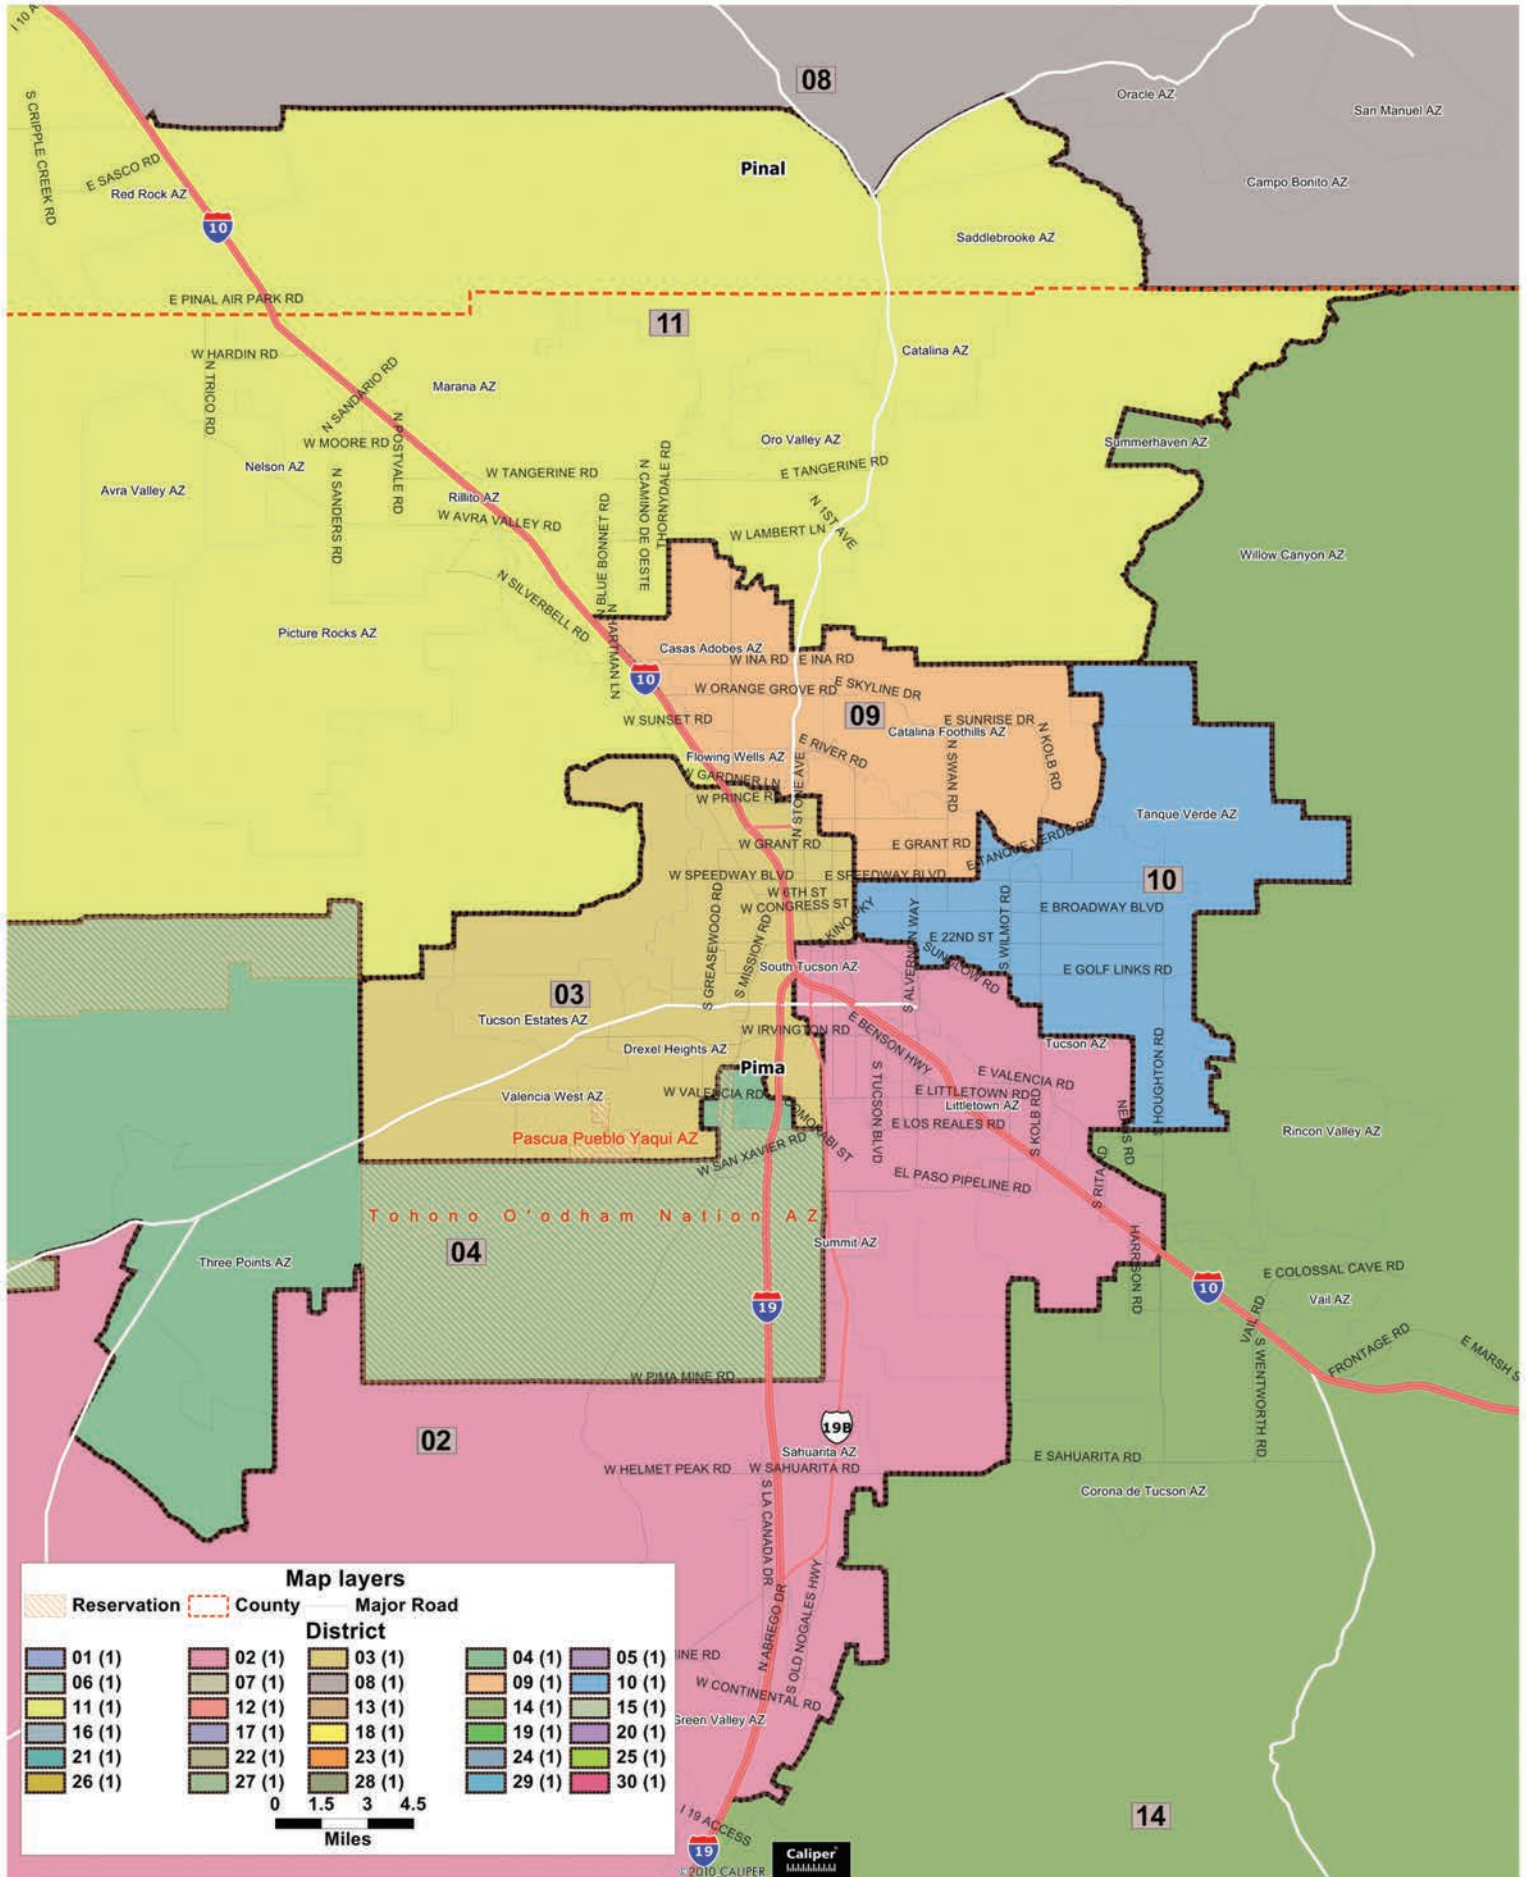 I 10 A
08
Oracle AZ
San Manuel AZ
S CRIPPLE CREEK RD
E SASCO RD
Red Rock AZ
Pinal
Campo Bonito AZ
10
Saddlebrooke AZ
E PINAL AIR PARK RD
11
W HARDIN RD
N TRICO RD
N SANDARIO RD
Marana AZ
Catalina AZ
N POSTVALE RD
W MOORE RD
Oro Valley AZ
Summerhaven AZ
Nelson AZ
N SANDERS RD
W TANGERINE RD
N CAMINO DE OESTE
THORNYDALE RD
E TANGERINE RD
Avra Valley AZ
Rillito AZ
W AVRA VALLEY RD
N BLUE BONNET RD
W LAMBERT LN
N 1ST AVE
Willow Canyon AZ
N SILVERBELL RD
N HARTMAN LN
Picture Rocks AZ
Casas Adobes AZ
W INA RD
E INA RD
10
W ORANGE GROVE RD
E SKYLINE DR
W SUNSET RD
09
E SUNRISE DR
Catalina Foothills AZ
N KOLB RD
E RIVER RD
N SWAN RD
Flowing Wells AZ
W GARDNER LN
N STONE AVE
W PRINCE RD
Tanque Verde AZ
W GRANT RD
E GRANT RD
E TANQUE VERDE RD
W SPEEDWAY BLVD
E SPEEDWAY BLVD
10
W 6TH ST
W CONGRESS ST
E BROADWAY BLVD
S GREASEWOOD RD
S MISSION RD
S ALVERNON WAY
E 22ND ST
S WILMOT RD
South Tucson AZ
SUNGLOW RD
E GOLF LINKS RD
03
Tucson Estates AZ
W IRVINGTON RD
E BENSON HWY
Drexel Heights AZ
Tucson AZ
S HOUGHTON RD
Pima
E VALENCIA RD
Valencia West AZ
W VALENCIA RD
S TUCSON BLVD
E LITTLETOWN RD
Littletown AZ
S KOLB RD
E LOS REALES RD
Rincon Valley AZ
Pascua Pueblo Yaqui AZ
W SAN XAVIER RD
EL PASO PIPELINE RD
S RITA RD
Tohono O'odham Nation AZ
04
Three Points AZ
Summit AZ
HARRISON RD
E COLOSSAL CAVE RD
10
Vail AZ
19
VAIL RD
S WENTWORTH RD
FRONTAGE RD
E MARSH S
W PIMA MINE RD
02
19B
Sahuarita AZ
E SAHUARITA RD
W HELMET PEAK RD
W SAHUARITA RD
Corona de Tucson AZ
S LA CANADA DR
S OLD NOGALES HWY
N ABREGO DR
INE RD
W CONTINENTAL RD
Green Valley AZ
14
I 19 ACCESS
19
©2010 CALIPER
Caliper
Map layers
Reservation County Major Road
District
01 (1) 02 (1) 03 (1) 04 (1) 05 (1)
06 (1) 07 (1) 08 (1) 09 (1) 10 (1)
11 (1) 12 (1) 13 (1) 14 (1) 15 (1)
16 (1) 17 (1) 18 (1) 19 (1) 20 (1)
21 (1) 22 (1) 23 (1) 24 (1) 25 (1)
26 (1) 27 (1) 28 (1) 29 (1) 30 (1)
0 1.5 3 4.5
Miles